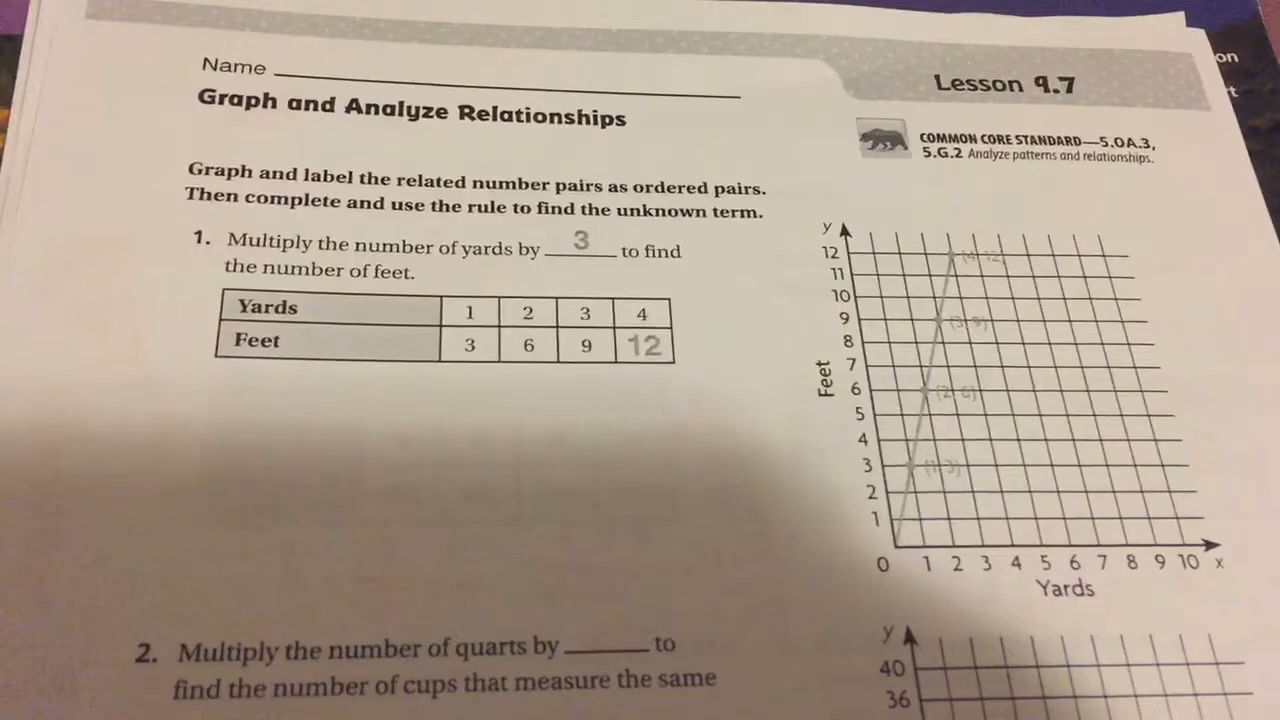 Name
Lesson 9.7
Graph and Analyze Relationships
COMMON CORE STANDARD—5.OA.3,
5.G.2 Analyze patterns and relationships.
Graph and label the related number pairs as ordered pairs.
Then complete and use the rule to find the unknown term.
1. Multiply the number of yards by 3 to find
the number of feet.
Yards 1 2 3 4
Feet 3 6 9 12
y
12 (4, 12)
11
10
9 (3, 9)
8
7
6 (2, 6)
5
4
3 (1, 3)
2
1
Feet
0 1 2 3 4 5 6 7 8 9 10 x
Yards
2. Multiply the number of quarts by ______ to
find the number of cups that measure the same
y
40
36
on
t